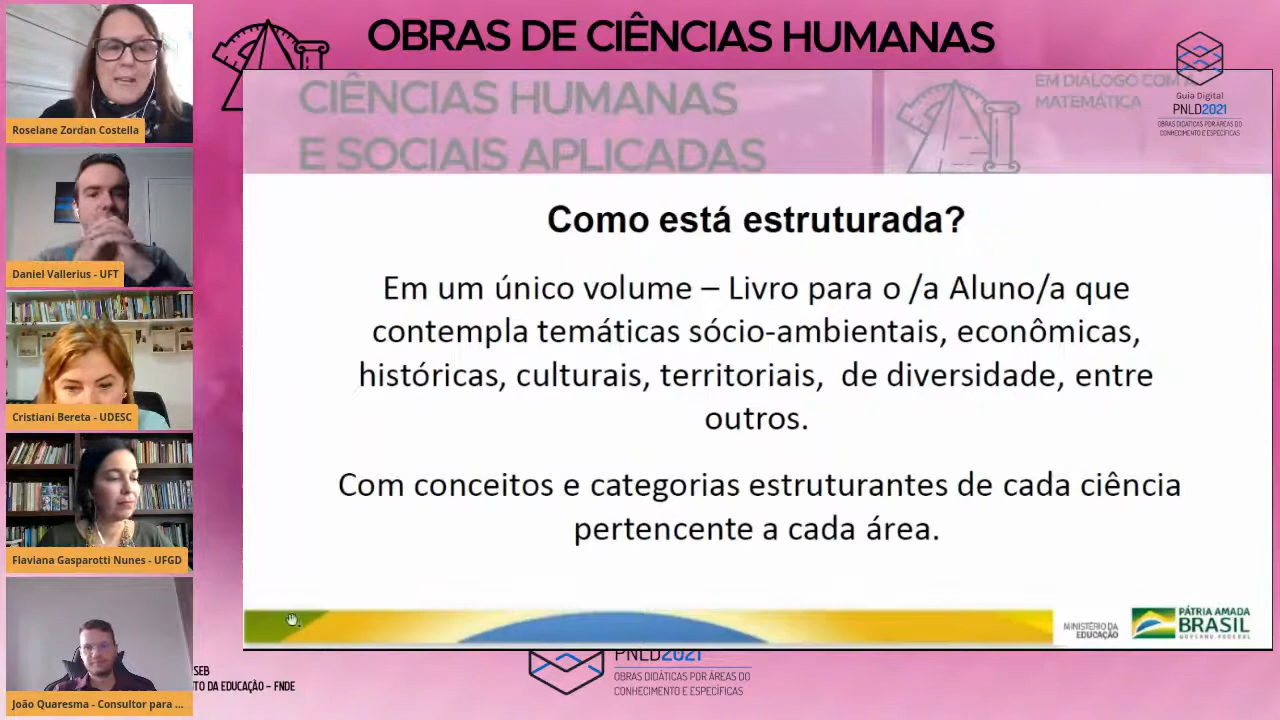 OBRAS DE CIÊNCIAS HUMANAS
CIÊNCIAS HUMANAS
E SOCIAIS APLICADAS
EM DIÁLOGO COM A
MATEMÁTICA
Guia Digital
PNLD2021
OBRAS DIDÁTICAS POR ÁREAS DO
CONHECIMENTO E ESPECÍFICAS
Como está estruturada?
Em um único volume – Livro para o /a Aluno/a que
contempla temáticas sócio-ambientais, econômicas,
históricas, culturais, territoriais, de diversidade, entre
outros.
Com conceitos e categorias estruturantes de cada ciência
pertencente a cada área.
MINISTÉRIO DA
EDUCAÇÃO
PÁTRIA AMADA
BRASIL
GOVERNO FEDERAL
Roselane Zordan Costella
Daniel Vallerius - UFT
Cristiani Bereta - UDESC
Flaviana Gasparotti Nunes - UFGD
João Quaresma - Consultor para ...
SEB
TO DA EDUCAÇÃO – FNDE
PNLD2021
OBRAS DIDÁTICAS POR ÁREAS DO
CONHECIMENTO E ESPECÍFICAS